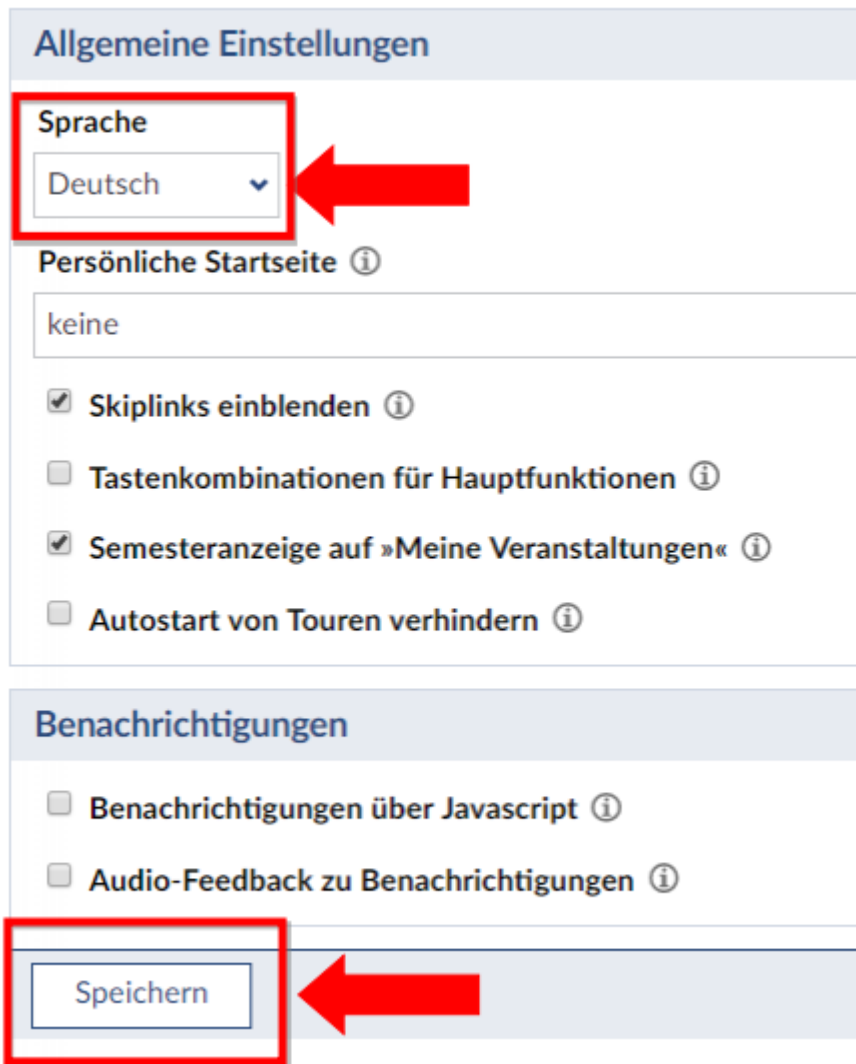 Allgemeine Einstellungen
Sprache
Deutsch
Persönliche Startseite
keine
Skiplinks einblenden
Tastenkombinationen für Hauptfunktionen
Semesteranzeige auf »Meine Veranstaltungen«
Autostart von Touren verhindern
Benachrichtigungen
Benachrichtigungen über Javascript
Audio-Feedback zu Benachrichtigungen
Speichern